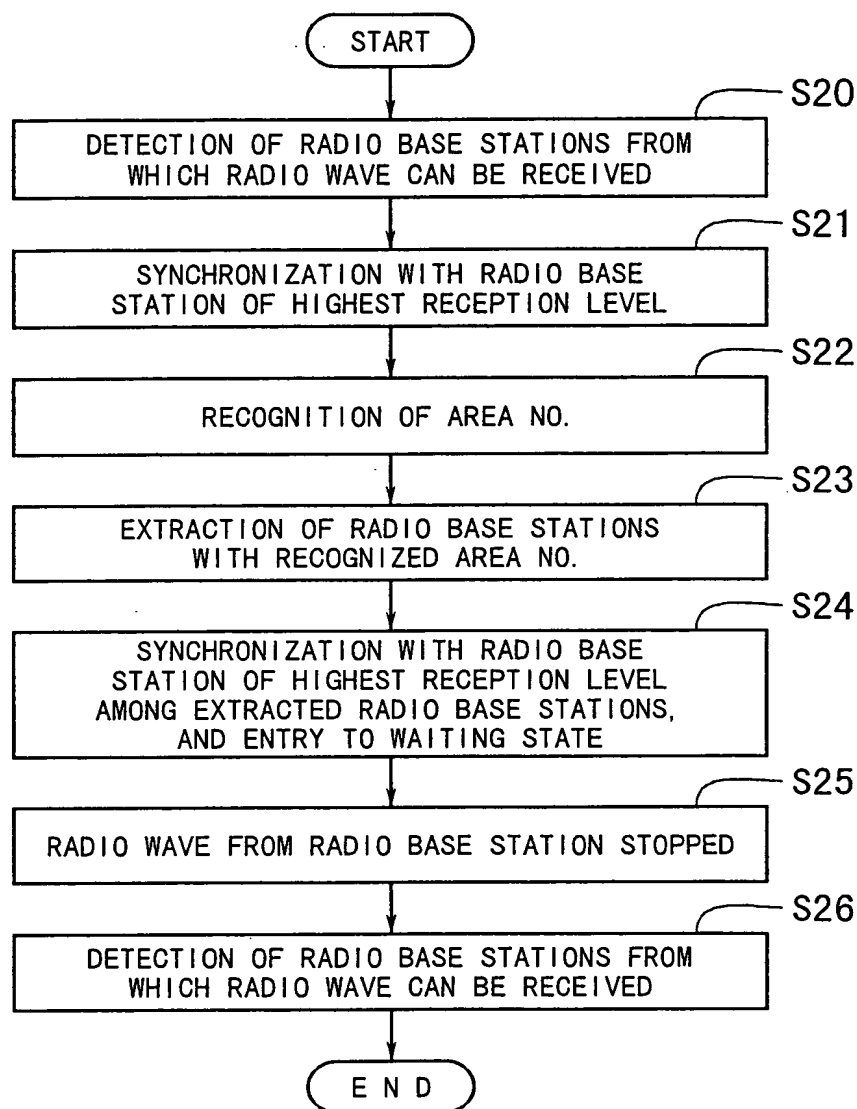 START
S20
DETECTION OF RADIO BASE STATIONS FROM
WHICH RADIO WAVE CAN BE RECEIVED
S21
SYNCHRONIZATION WITH RADIO BASE
STATION OF HIGHEST RECEPTION LEVEL
S22
RECOGNITION OF AREA NO.
S23
EXTRACTION OF RADIO BASE STATIONS
WITH RECOGNIZED AREA NO.
S24
SYNCHRONIZATION WITH RADIO BASE
STATION OF HIGHEST RECEPTION LEVEL
AMONG EXTRACTED RADIO BASE STATIONS,
AND ENTRY TO WAITING STATE
S25
RADIO WAVE FROM RADIO BASE STATION STOPPED
S26
DETECTION OF RADIO BASE STATIONS FROM
WHICH RADIO WAVE CAN BE RECEIVED
E N D